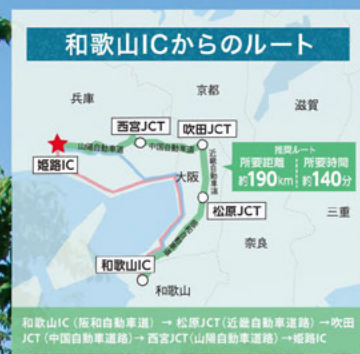 和歌山ICからのルート
京都
兵庫
滋賀
西宮JCT
吹田JCT
山陽自動車道
中国自動車道
姫路IC
近畿自動車道
推奨ルート
所要距離
所要時間
約190km
約140分
大阪
松原JCT
三重
奈良
阪和自動車道
和歌山IC
和歌山
和歌山IC(阪和自動車道) → 松原JCT(近畿自動車道路)→吹田
JCT(中国自動車道路)→ 西宮JCT(山陽自動車道路)→姫路IC